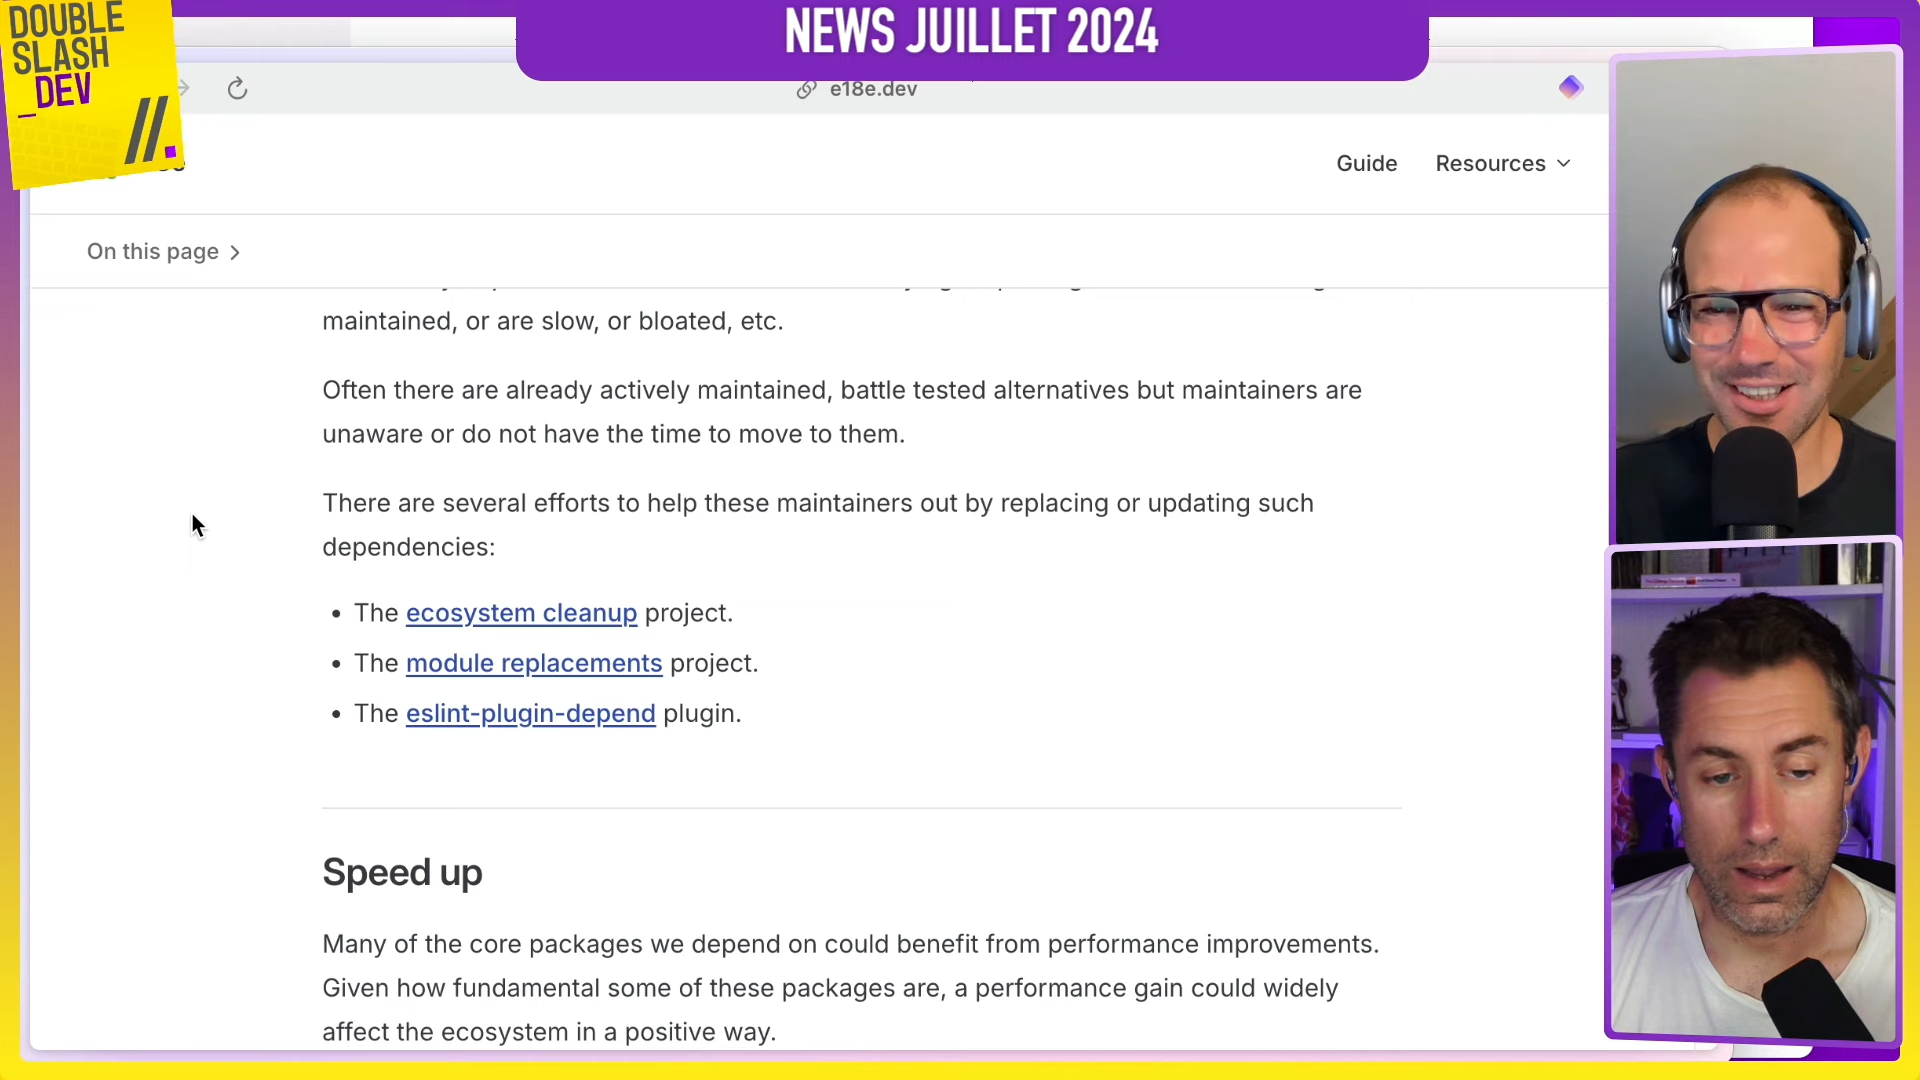 DOUBLE
SLASH
_DEV
//.
NEWS JUILLET 2024
e18e.dev
Guide
Resources
On this page
maintained, or are slow, or bloated, etc.
Often there are already actively maintained, battle tested alternatives but maintainers are
unaware or do not have the time to move to them.
There are several efforts to help these maintainers out by replacing or updating such
dependencies:
• The ecosystem cleanup project.
• The module replacements project.
• The eslint-plugin-depend plugin.
Speed up
Many of the core packages we depend on could benefit from performance improvements.
Given how fundamental some of these packages are, a performance gain could widely
affect the ecosystem in a positive way.